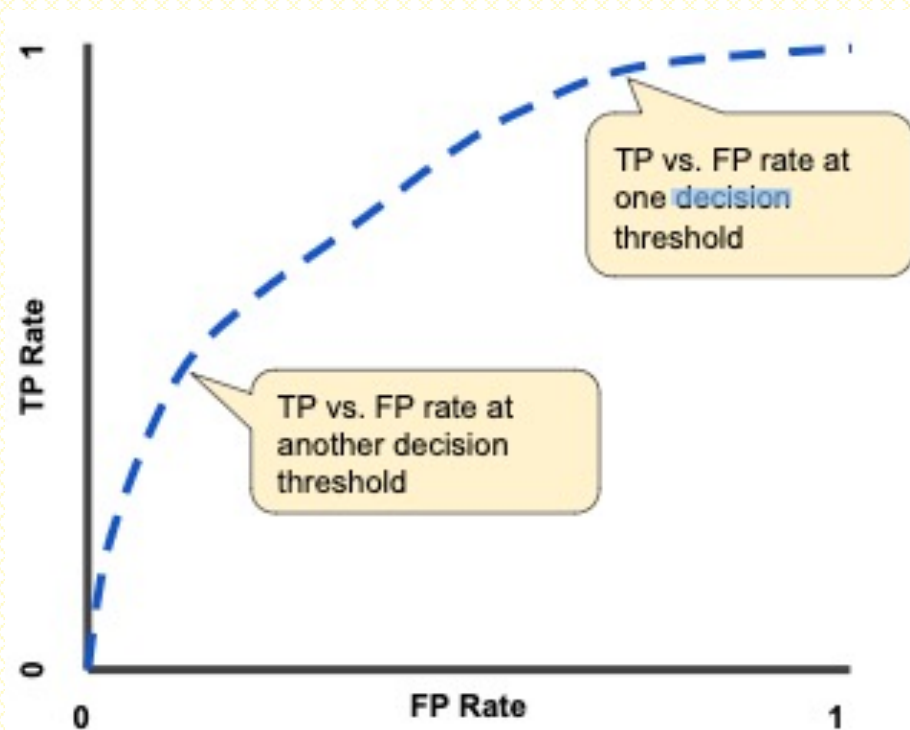 1
TP vs. FP rate at
one decision
threshold
TP Rate
TP vs. FP rate at
another decision
threshold
0
0
FP Rate
1